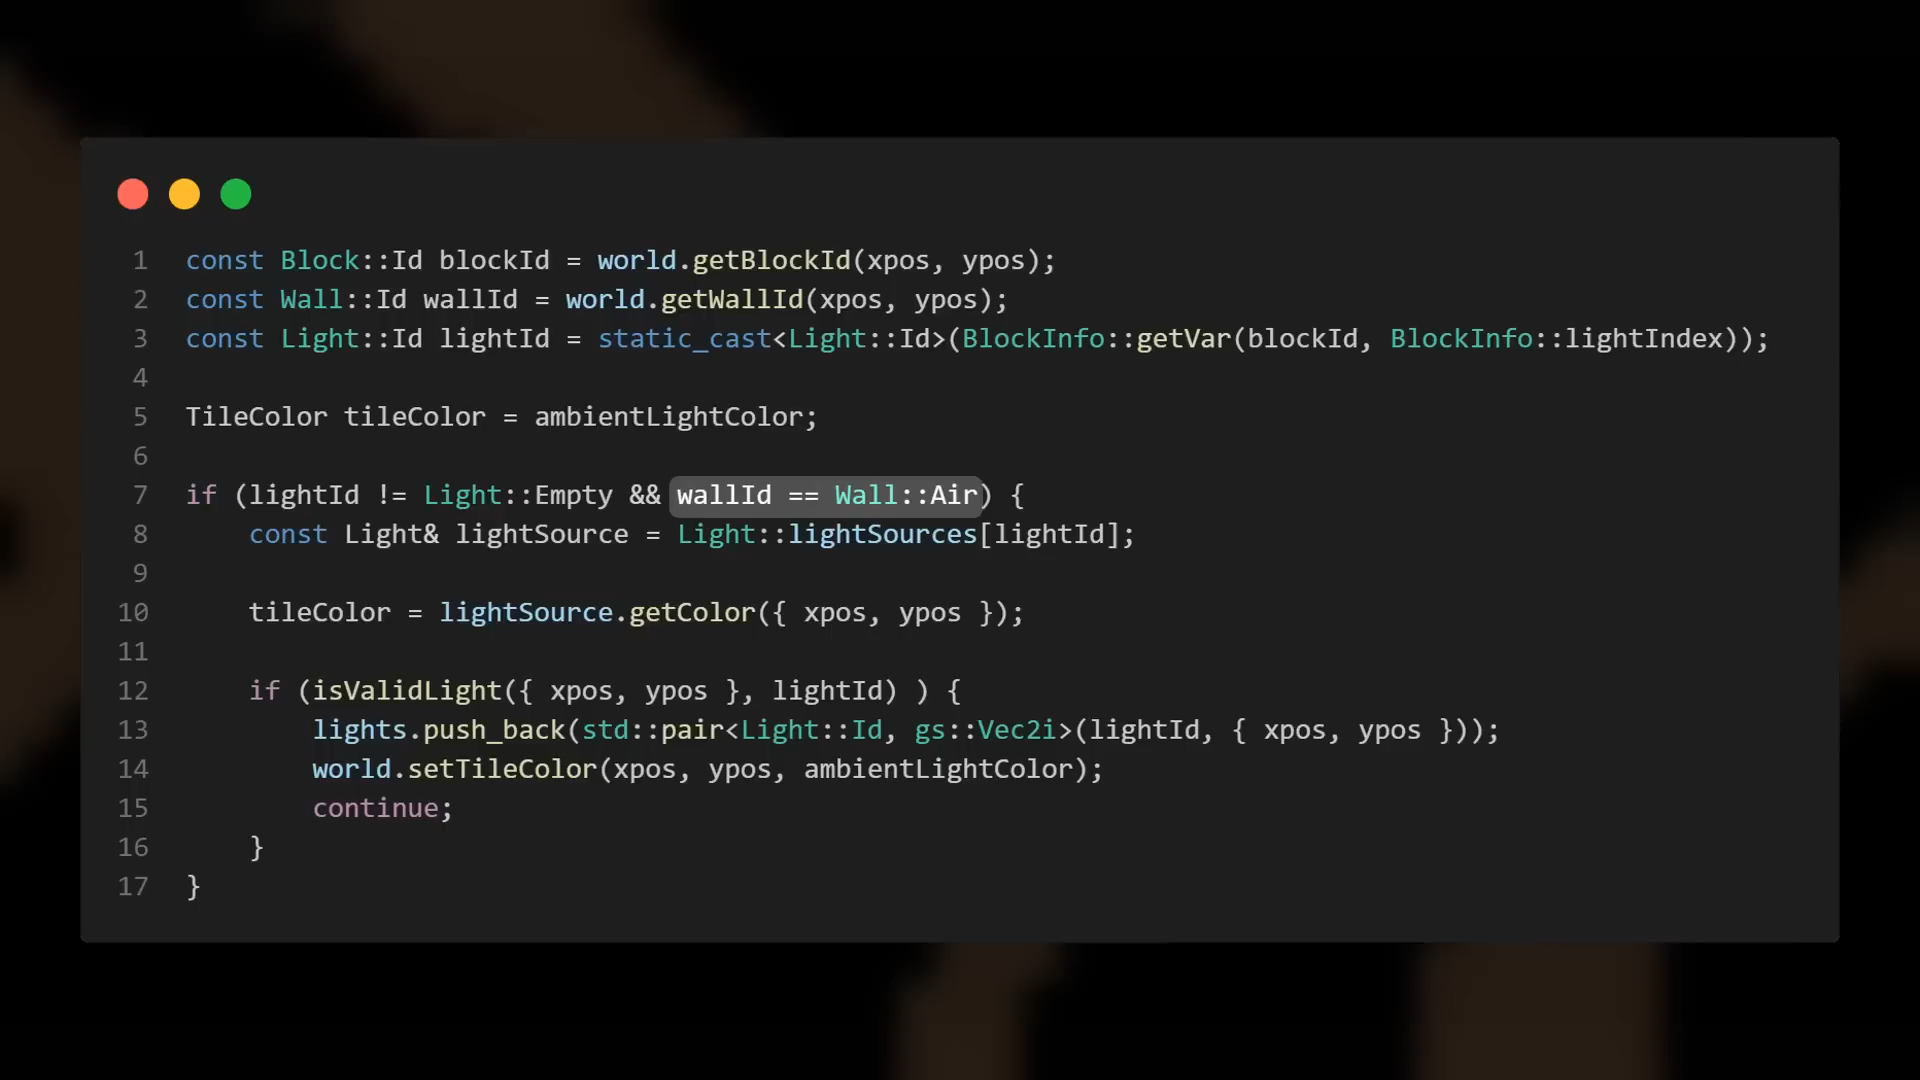 1 const Block::Id blockId = world.getBlockId(xpos, ypos);
2 const Wall::Id wallId = world.getWallId(xpos, ypos);
3 const Light::Id lightId = static_cast<Light::Id>(BlockInfo::getVar(blockId, BlockInfo::lightIndex));
4
5 TileColor tileColor = ambientLightColor;
6
7 if (lightId != Light::Empty && wallId == Wall::Air) {
8     const Light& lightSource = Light::lightSources[lightId];
9
10     tileColor = lightSource.getColor({ xpos, ypos });
11
12     if (isValidLight({ xpos, ypos }, lightId) ) {
13         lights.push_back(std::pair<Light::Id, gs::Vec2i>(lightId, { xpos, ypos }));
14         world.setTileColor(xpos, ypos, ambientLightColor);
15         continue;
16     }
17 }